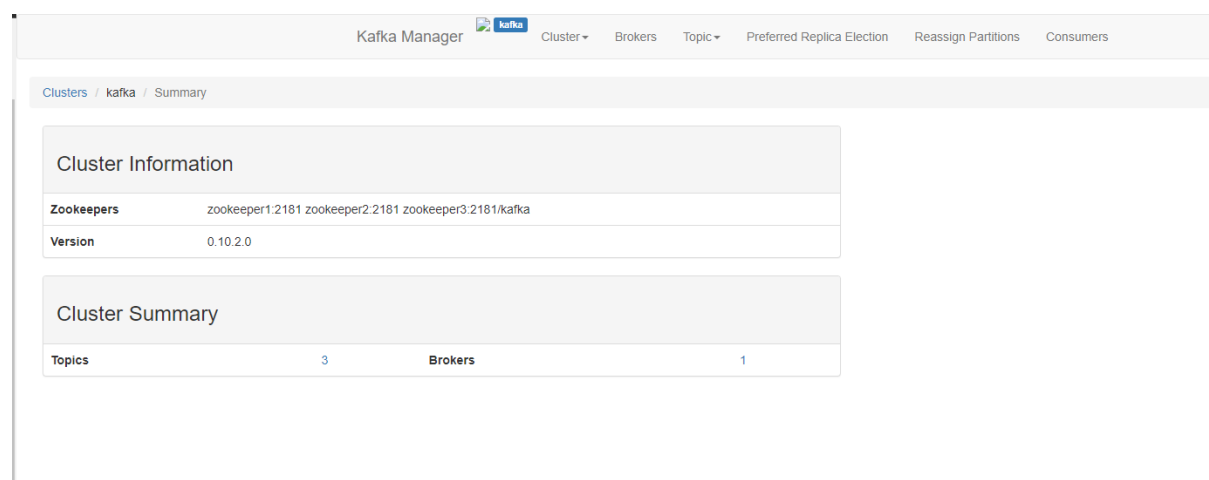 Kafka Manager kafka Cluster Brokers Topic Preferred Replica Election Reassign Partitions Consumers
Clusters / kafka / Summary
Cluster Information
Zookeepers zookeeper1:2181 zookeeper2:2181 zookeeper3:2181/kafka
Version 0.10.2.0
Cluster Summary
Topics 3 Brokers 1